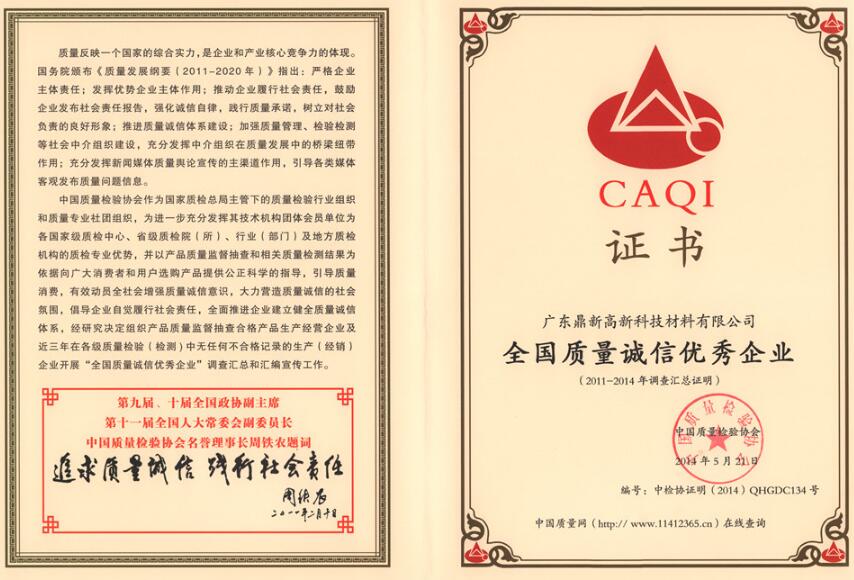 质量反映一个国家的综合实力，是企业和产业核心竞争力的体现。
国务院颁布《质量发展纲要（2011-2020年）》指出：严格企业
主体责任；发挥优势企业主体作用；推动企业履行社会责任，鼓励
企业发布社会责任报告，强化诚信自律，践行质量承诺，树立对社会
负责的良好形象；推进质量诚信体系建设；加强质量管理、检验检测
等社会中介组织建设，充分发挥中介组织在质量发展中的桥梁纽带
作用；充分发挥新闻媒体质量舆论宣传的主渠道作用，引导各类媒体
客观发布质量问题信息。
中国质量检验协会作为国家质检总局主管下的质量检验行业组织
和质量专业社团组织，为进一步充分发挥其技术机构团体会员单位为
各国家级质检中心、省级质检院（所）、行业（部门）及地方质检
机构的质检专业优势，并以产品质量监督抽查和相关质量检测结果为
依据向广大消费者和用户选购产品提供公正科学的指导，引导质量
消费，有效动员全社会增强质量诚信意识，大力营造质量诚信的社会
氛围，倡导企业自觉履行社会责任，全面推进企业建立健全质量诚信
体系，经研究决定组织产品质量监督抽查合格产品生产经营企业及
近三年在各级质量检验（检测）中无任何不合格记录的生产（经销）
企业开展“全国质量诚信优秀企业”调查汇总和汇编宣传工作。
第九届、十届全国政协副主席
第十一届全国人大常委会副委员长
中国质量检验协会名誉理事长周铁农题词
追求质量诚信 践行社会责任
周铁农
二〇一一年二月十日
CAQI
CAQI
CAQI
证书
广东鼎新高新科技材料有限公司
全国质量诚信优秀企业
（2011-2014年调查汇总证明）
中国质量检验协会
中国质量检验协会
2014年5月21日
编号：中检协证明（2014）QHGDC134号
中国质量网（http:// www.11412365.cn）在线查询
CAQI
CAQI